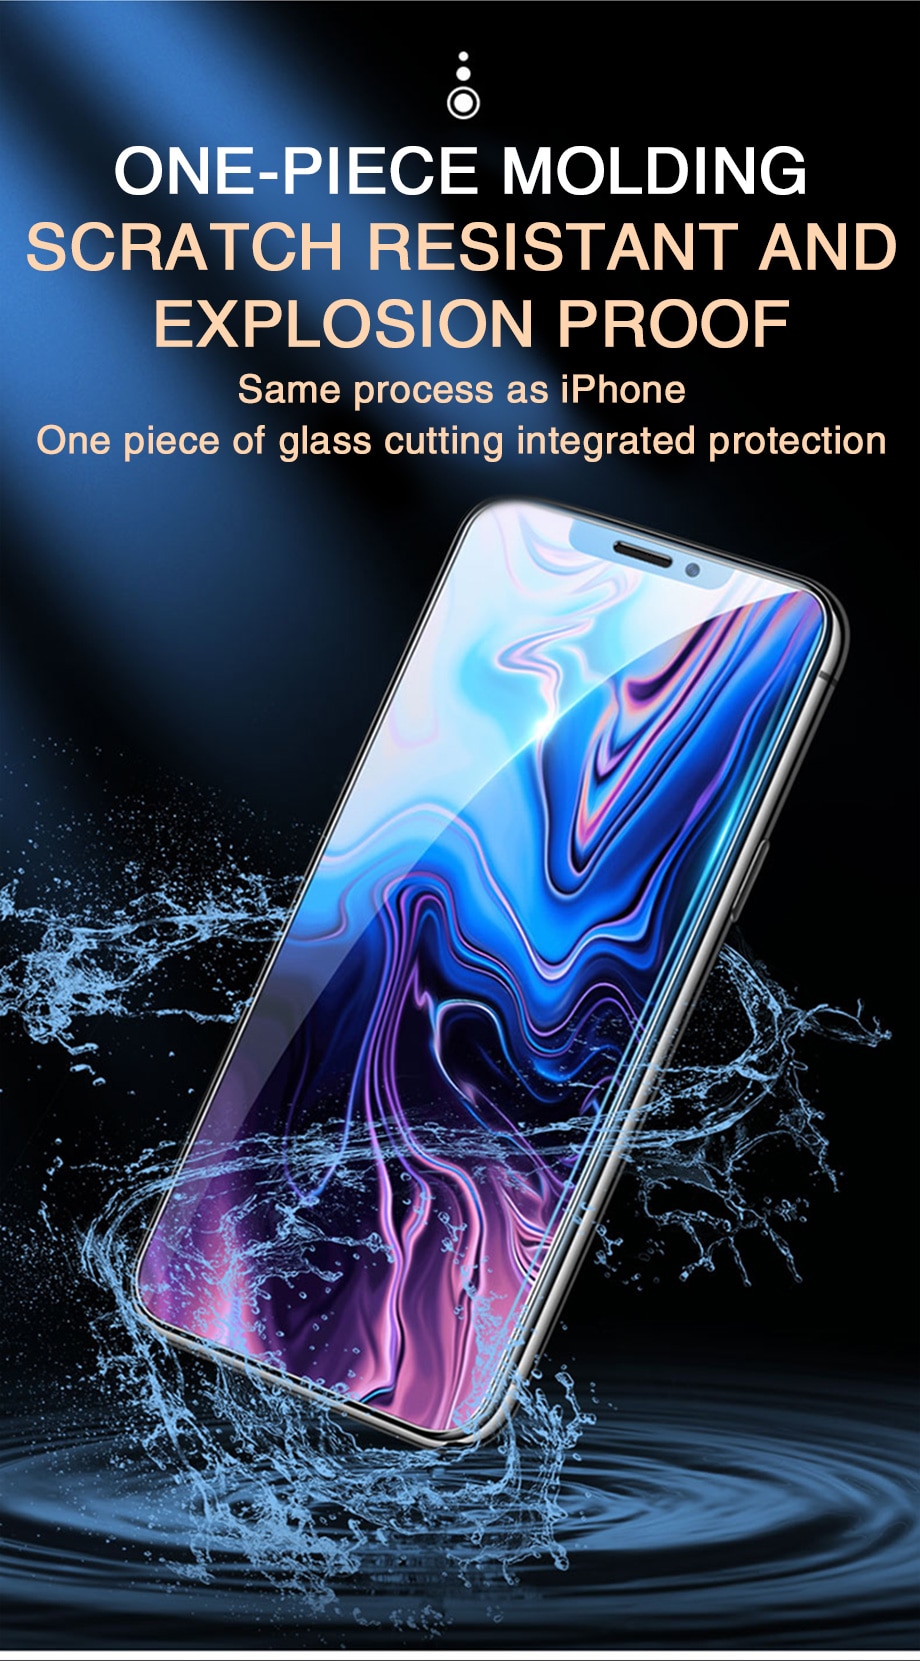 ONE-PIECE MOLDING
SCRATCH RESISTANT AND
EXPLOSION PROOF
Same process as iPhone
One piece of glass cutting integrated protection